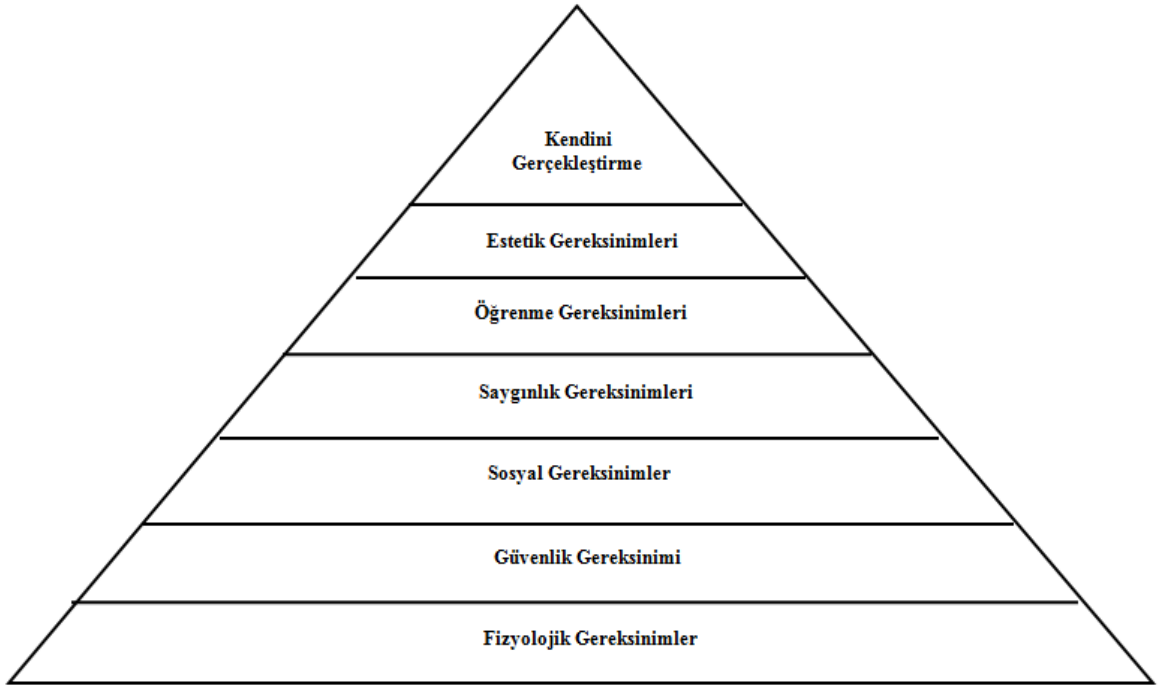 Kendini
Gerçekleştirme
Estetik Gereksinimleri
Öğrenme Gereksinimleri
Saygınlık Gereksinimleri
Sosyal Gereksinimler
Güvenlik Gereksinimi
Fizyolojik Gereksinimler